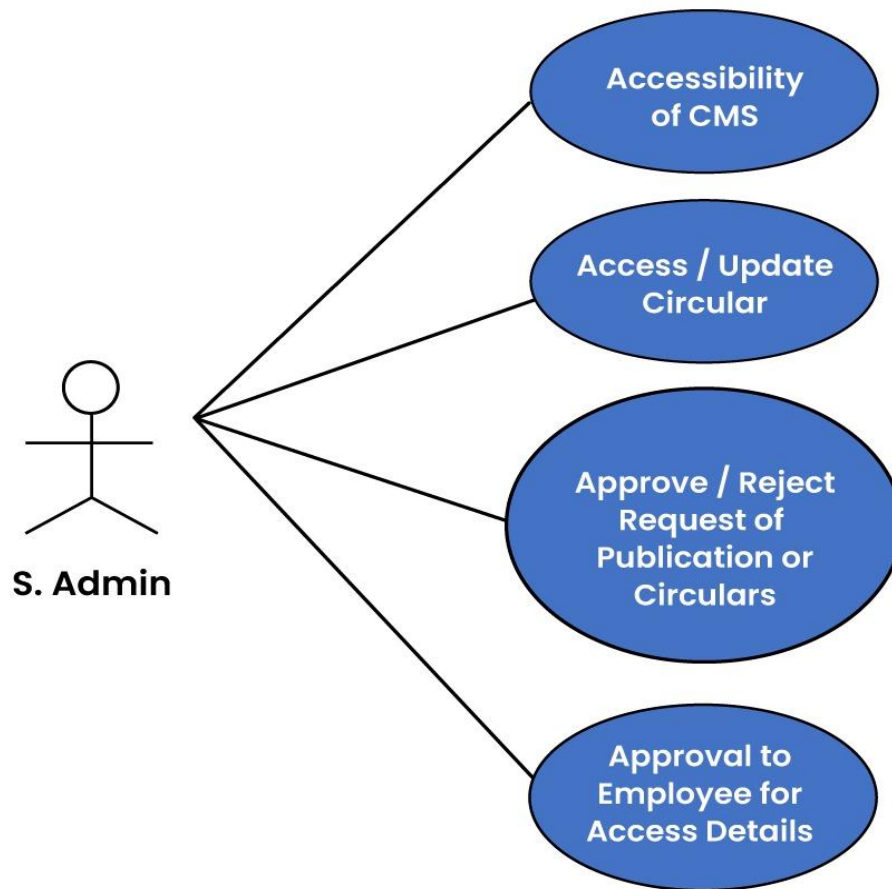 Accessibility
of CMS
Access / Update
Circular
Approve / Reject
Request of
Publication or
Circulars
S. Admin
Approval to
Employee for
Access Details